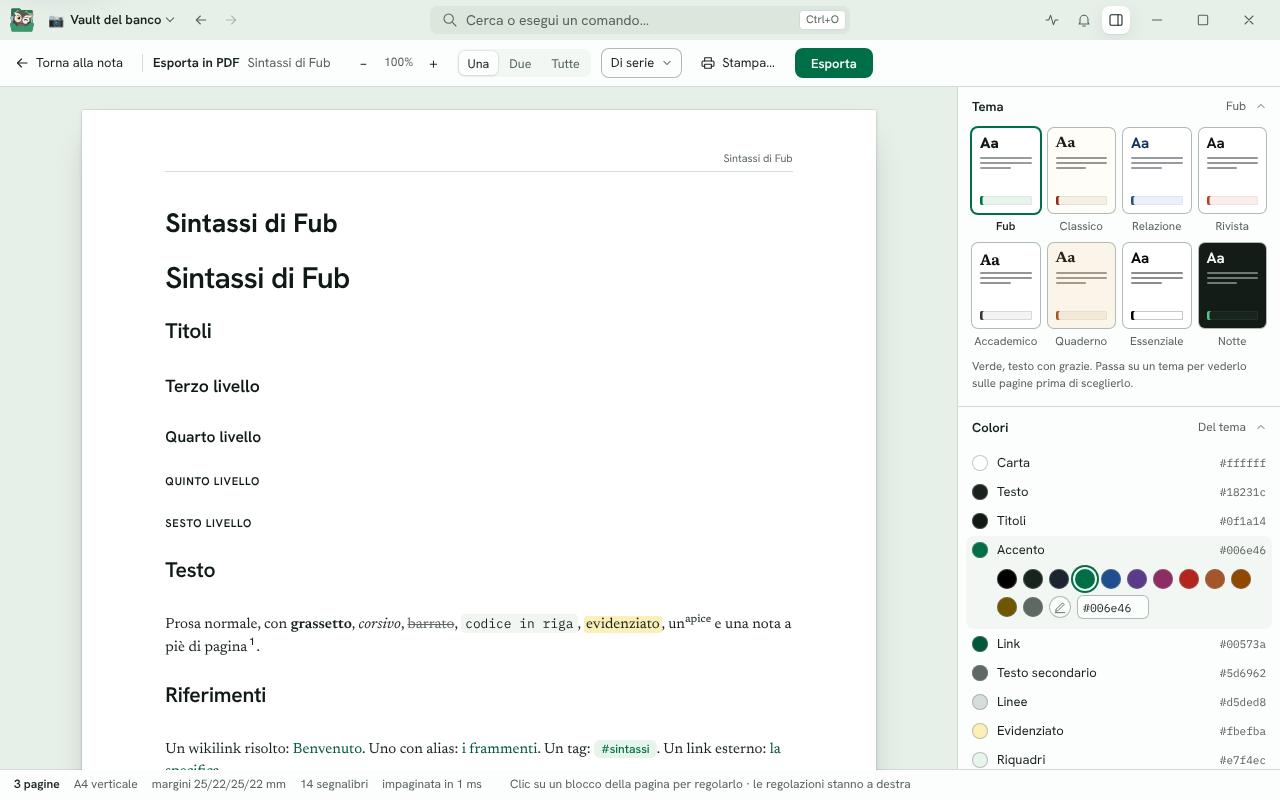 Vault del banco
Cerca o esegui un comando...
Ctrl+O
Torna alla nota
Esporta in PDF
Sintassi di Fub
− 100% +
Una
Due
Tutte
Di serie
Stampa...
Esporta
Sintassi di Fub
Sintassi di Fub
Sintassi di Fub
Titoli
Terzo livello
Quarto livello
QUINTO LIVELLO
SESTO LIVELLO
Testo
Prosa normale, con grassetto, corsivo, barrato, codice in riga, evidenziato, unapice e una nota a
piè di pagina1.
Riferimenti
Un wikilink risolto: Benvenuto. Uno con alias: i frammenti. Un tag: #sintassi. Un link esterno: la
specifica.
Tema
Fub
Aa
Aa
Aa
Aa
Fub
Classico
Relazione
Rivista
Aa
Aa
Aa
Aa
Accademico
Quaderno
Essenziale
Notte
Verde, testo con grazie. Passa su un tema per vederlo
sulle pagine prima di sceglierlo.
Colori
Del tema
Carta #ffffff
Testo #18231c
Titoli #0f1a14
Accento #006e46
#006e46
Link #00573a
Testo secondario #5d6962
Linee #d5ded8
Evidenziato #fbefba
Riquadri #e7f4ec
3 pagine
A4 verticale
margini 25/22/25/22 mm
14 segnalibri
impaginata in 1 ms
Clic su un blocco della pagina per regolarlo · le regolazioni stanno a destra